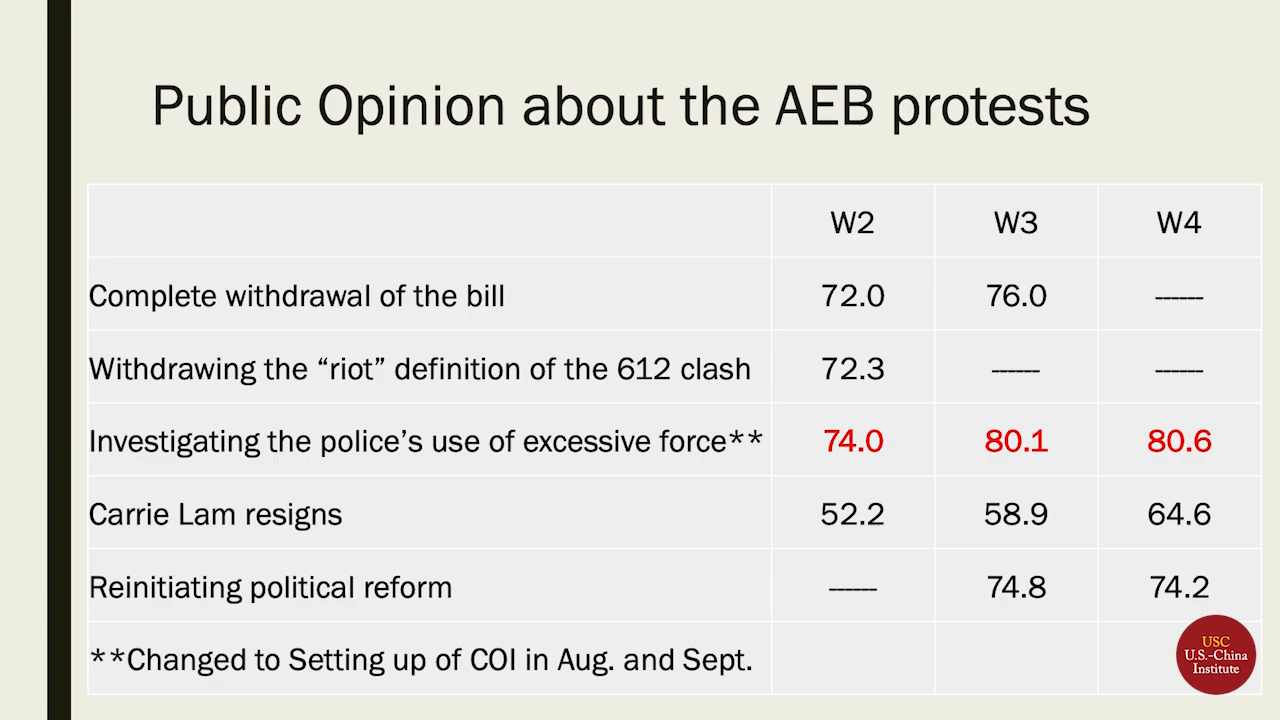 Public Opinion about the AEB protests
W2 W3 W4
Complete withdrawal of the bill 72.0 76.0 ------
Withdrawing the “riot” definition of the 612 clash 72.3 ------ ------
Investigating the police’s use of excessive force** 74.0 80.1 80.6
Carrie Lam resigns 52.2 58.9 64.6
Reinitiating political reform ------ 74.8 74.2
**Changed to Setting up of COI in Aug. and Sept.
USC
U.S.-China
Institute